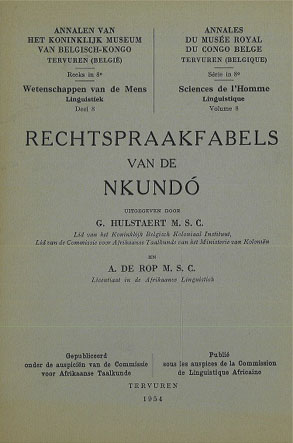 ANNALEN VAN
HET KONINKLIJK MUSEUM
VAN BELGISCH-KONGO
TERVUREN (BELGIË)
Reeks in 8°
Wetenschappen van de Mens
Linguistiek
Deel 8
ANNALES
DU MUSÉE ROYAL
DU CONGO BELGE
TERVUREN (BELGIQUE)
Série in 8°
Sciences de l'Homme
Linguistique
Volume 8
RECHTSPRAAKFABELS
VAN DE
NKUNDÓ
UITGEGEVEN DOOR
G. HULSTAERT M. S. C.
Lid van het Koninklijk Belgisch Koloniaal Instituut,
Lid van de Commissie voor Afrikaanse Taalkunde van het Ministerie van Koloniën
EN
A. DE ROP M. S. C.
Licentiaat in de Afrikaanse Linguistiek
Gepubliceerd
onder de auspiciën van de Commissie
voor Afrikaanse Taalkunde
Publié
sous les auspices de la Commission
de Linguistique Africaine
TERVUREN
1954